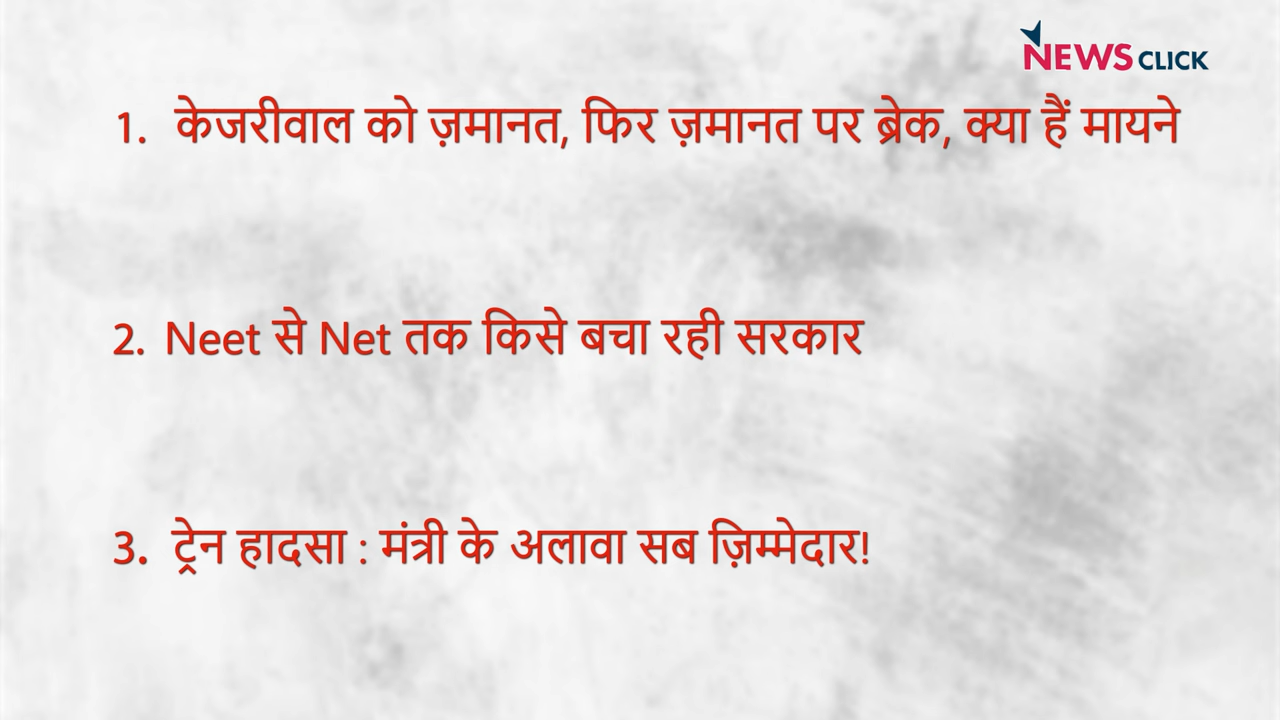 NEWS CLICK
1. केजरीवाल को ज़मानत, फिर ज़मानत पर ब्रेक, क्या हैं मायने
2. Neet से Net तक किसे बचा रही सरकार
3. ट्रेन हादसा : मंत्री के अलावा सब ज़िम्मेदार!